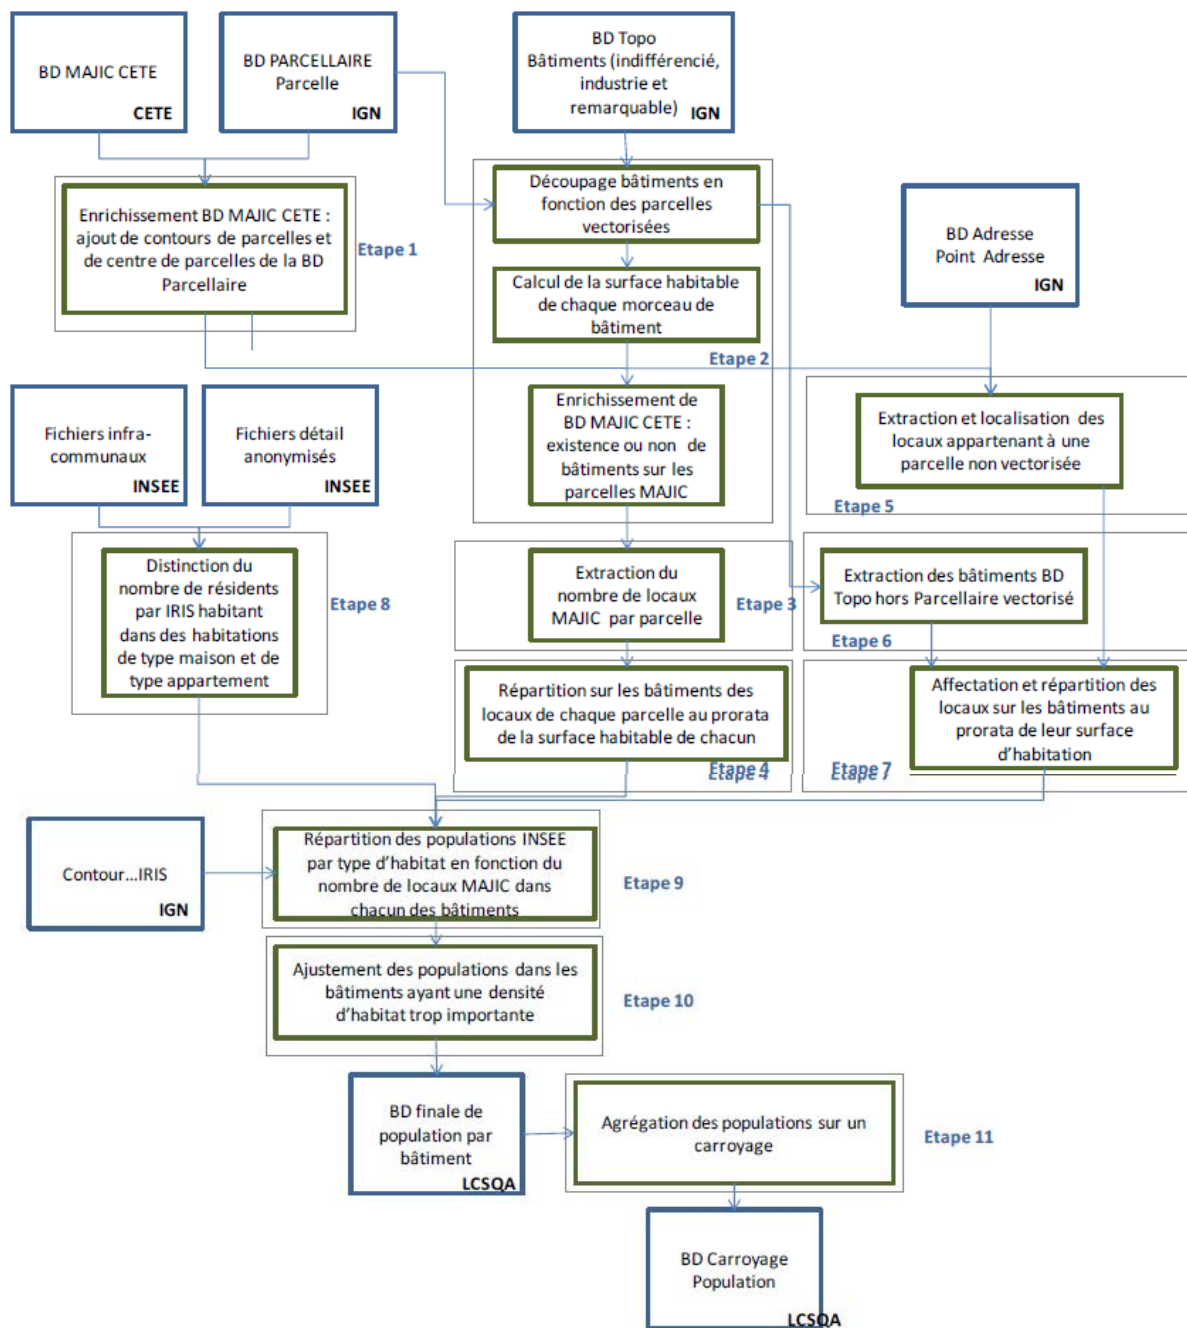 BD MAJIC CETE
CETE
BD PARCELLAIRE
Parcelle
IGN
BD Topo
Bâtiments (indifférencié,
industrie et
remarquable)
IGN
Enrichissement BD MAJIC CETE :
ajout de contours de parcelles et
de centre de parcelles de la BD
Parcellaire
Etape 1
Découpage bâtiments en
fonction des parcelles
vectorisées
Calcul de la surface habitable
de chaque morceau de
bâtiment
Etape 2
Enrichissement de
BD MAJIC CETE :
existence ou non de
bâtiments sur les
parcelles MAJIC
BD Adresse
Point Adresse
IGN
Fichiers infra-
communaux
INSEE
Fichiers détail
anonymisés
INSEE
Extraction et localisation des
locaux appartenant à une
parcelle non vectorisée
Etape 5
Distinction du
nombre de résidents
par IRIS habitant
dans des habitations
de type maison et de
type appartement
Etape 8
Extraction du
nombre de locaux
MAJIC par parcelle
Etape 3
Extraction des bâtiments BD
Topo hors Parcellaire vectorisé
Etape 6
Répartition sur les bâtiments des
locaux de chaque parcelle au prorata
de la surface habitable de chacun
Etape 4
Affectation et répartition des
locaux sur les bâtiments au
prorata de leur surface
d'habitation
Etape 7
Contour...IRIS
IGN
Répartition des populations INSEE
par type d'habitat en fonction du
nombre de locaux MAJIC dans
chacun des bâtiments
Etape 9
Ajustement des populations dans les
bâtiments ayant une densité
d'habitat trop importante
Etape 10
BD finale de
population par
bâtiment
LCSQA
Agrégation des populations sur un
carroyage
Etape 11
BD Carroyage
Population
LCSQA